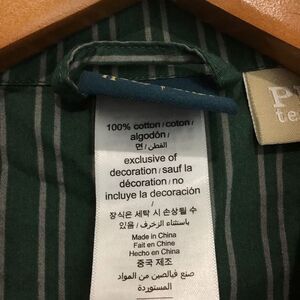 100% cotton / coton /
algodón /
면 / القطن /
exclusive of
decoration / sauf la
décoration / no
incluye la decoración
/
장식은 세탁 시 손상될 수
있음 / باستثناء الزخرف /
Made in China
Fait en Chine
Hecho en China
중국 제조
صنع فيالصين من المواد
المستوردة